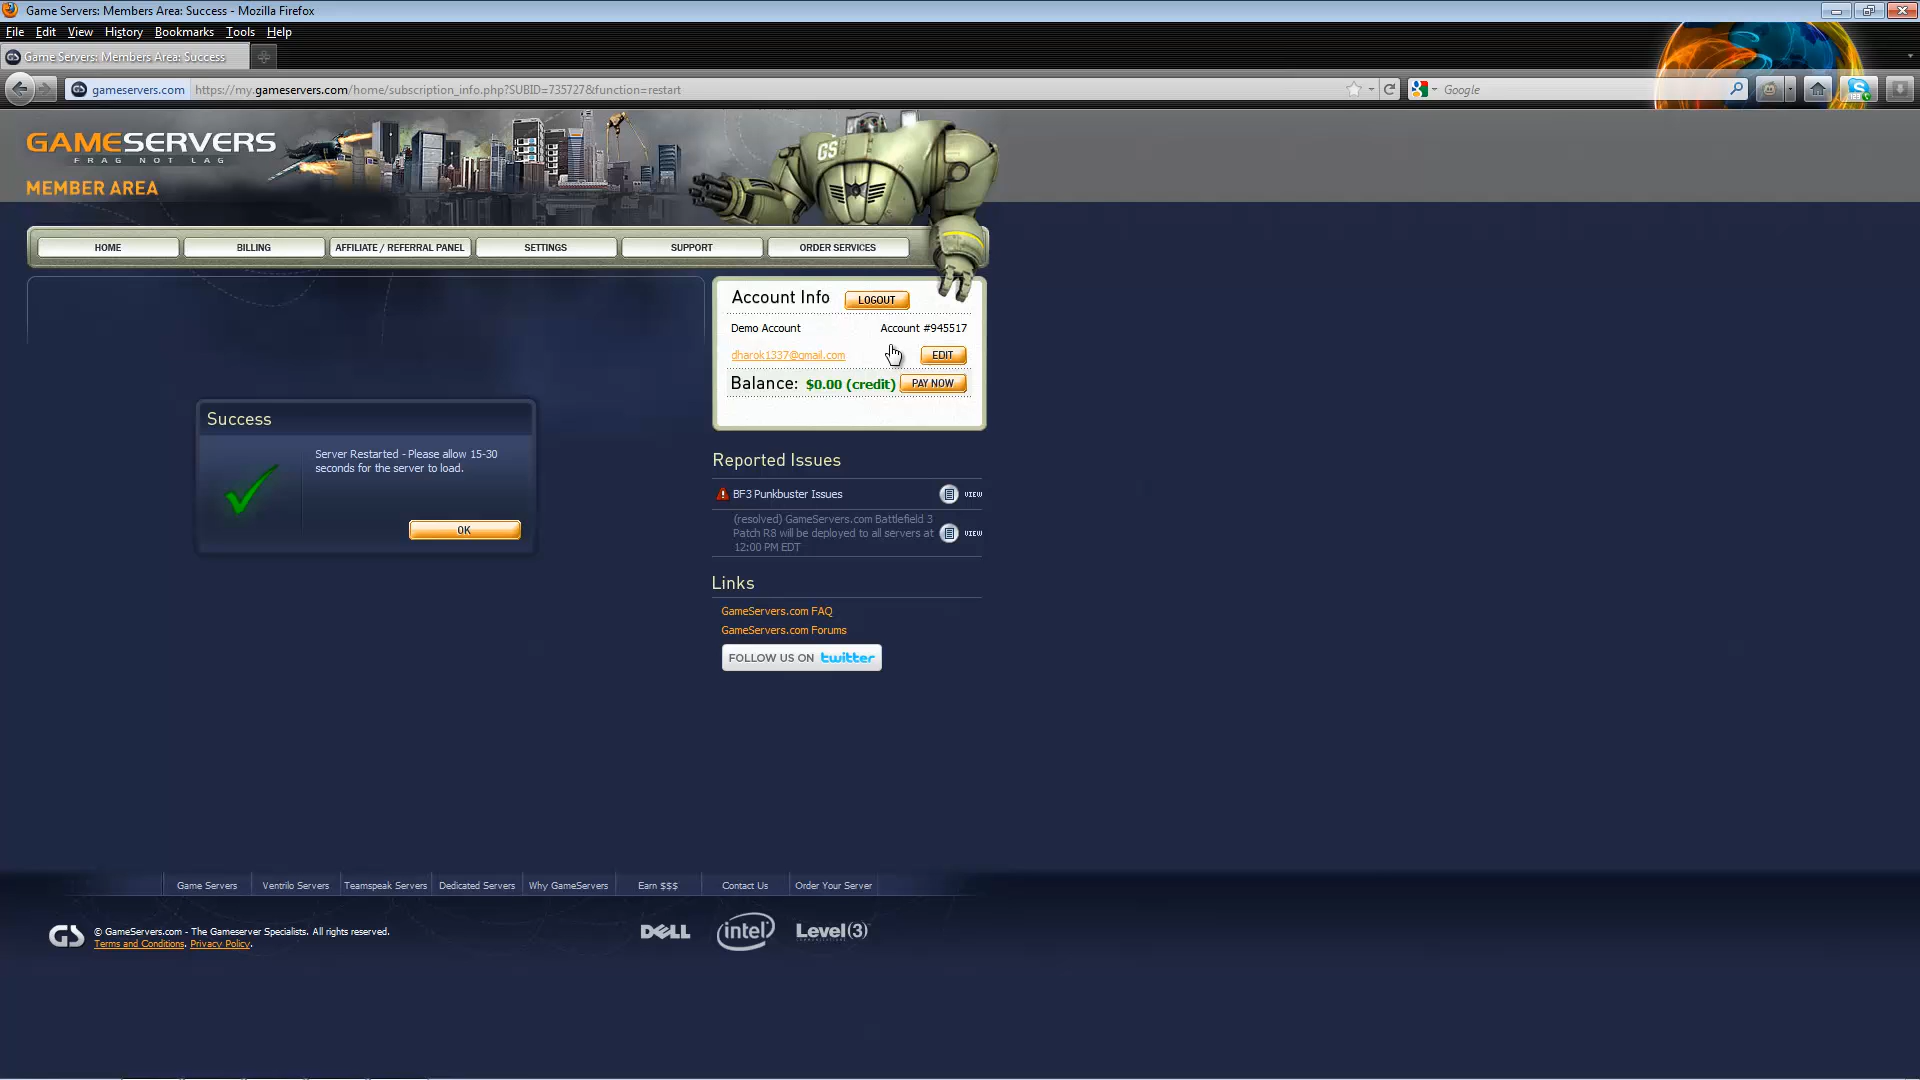 Game Servers: Members Area: Success - Mozilla Firefox
File Edit View History Bookmarks Tools Help
Game Servers: Members Area: Success
gameservers.com https://my.gameservers.com/home/subscription_info.php?SUBID=735727&function=restart
Google
GAMESERVERS
FRAG NOT LAG
MEMBER AREA
GS
HOME
BILLING
AFFILIATE / REFERRAL PANEL
SETTINGS
SUPPORT
ORDER SERVICES
Account Info LOGOUT
Demo Account Account #945517
dharok1337@gmail.com EDIT
Balance: $0.00 (credit) PAY NOW
Success
Server Restarted - Please allow 15-30
seconds for the server to load.
OK
Reported Issues
BF3 Punkbuster Issues VIEW
(resolved) GameServers.com Battlefield 3
Patch R8 will be deployed to all servers at VIEW
12:00 PM EDT
Links
GameServers.com FAQ
GameServers.com Forums
FOLLOW US ON twitter
Game Servers
Ventrilo Servers
Teamspeak Servers
Dedicated Servers
Why GameServers
Earn $$$
Contact Us
Order Your Server
GS
© GameServers.com - The Gameserver Specialists. All rights reserved.
Terms and Conditions. Privacy Policy.
DELL
intel
Level(3)